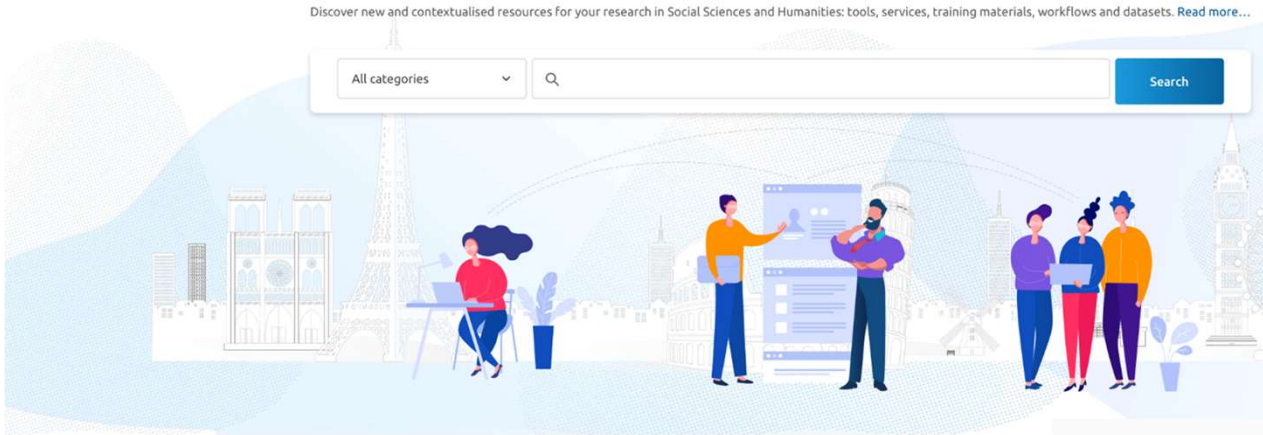 Discover new and contextualised resources for your research in Social Sciences and Humanities: tools, services, training materials, workflows and datasets. Read more...
All categories
Search